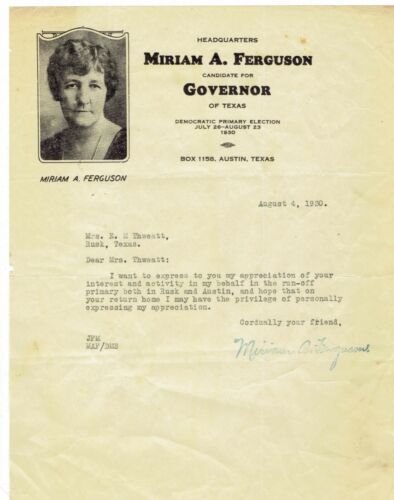 HEADQUARTERS
MIRIAM A. FERGUSON
CANDIDATE FOR
GOVERNOR
OF TEXAS
DEMOCRATIC PRIMARY ELECTION
JULY 26-AUGUST 23
1930
BOX 1158, AUSTIN, TEXAS
MIRIAM A. FERGUSON
August 4, 1930.
Mrs. R. M Thweatt,
Rusk, Texas.
Dear Mrs. Thweatt:
I want to express to you my appreciation of your
interest and activity in my behalf in the run-off
primary both in Rusk and Austin, and hope that on
your return home I may have the privilege of personally
expressing my appreciation.
Cordually your friend,
JFM
MAF/DHS
Miriam A. Ferguson